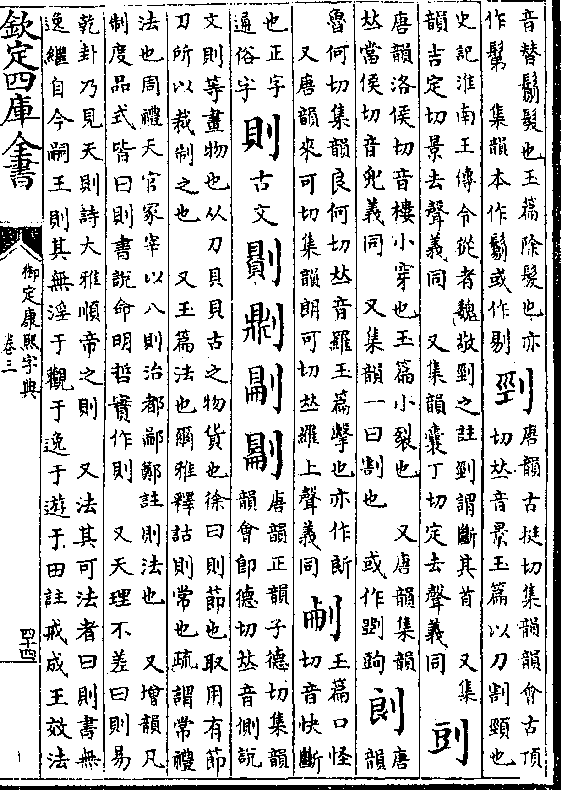 音替鬀髮也玉篇除髮也亦
作鬄 集韻本作鬀或作剔
剄
唐韻古挺切集韻韻會古頂
切𠀤音景玉篇以刀割頸也
史記淮南王傳令從者魏敬剄之註剄謂斷其首 又集
韻吉定切景去聲義同 又集韻囊丁切定去聲義同
剅
唐韻洛侯切音樓小穿也玉篇小裂也 又唐韻集韻
𠀤當侯切音兜義同 又集韻一曰割也 或作
剆
唐
韻
魯何切集韻良何切𠀤音羅玉篇擊也亦作
又唐韻來可切集韻朗可切𠀤羅上聲義同
玉篇口怪
切音快斷
也正字
通俗字
則
古文
唐韻正韻子德切集韻
韻會即德切𠀤音側說
文則等畫物也从刀貝貝古之物貨也徐曰則節也取用有節
刀所以裁制之也 又玉篇法也爾雅釋詁則常也疏謂常禮
法也周禮天官冢宰以八則治都鄙鄭註則法也 又增韻凡
制度品式皆曰則書說命明哲實作則 又天理不差曰則易
乾卦乃見天則詩大雅順帝之則 又法其可法者曰則書無
逸繼自今嗣王則其無淫于觀于逸于遊于田註戒成王效法
欽定四庫全書
御定康熙字典
卷三
四十四